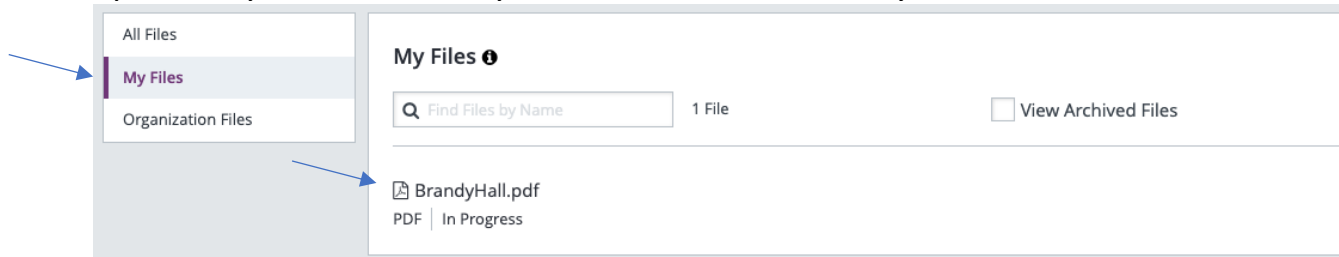 All Files
My Files
Organization Files
My Files
Find Files by Name
1 File
View Archived Files
BrandyHall.pdf
PDF | In Progress